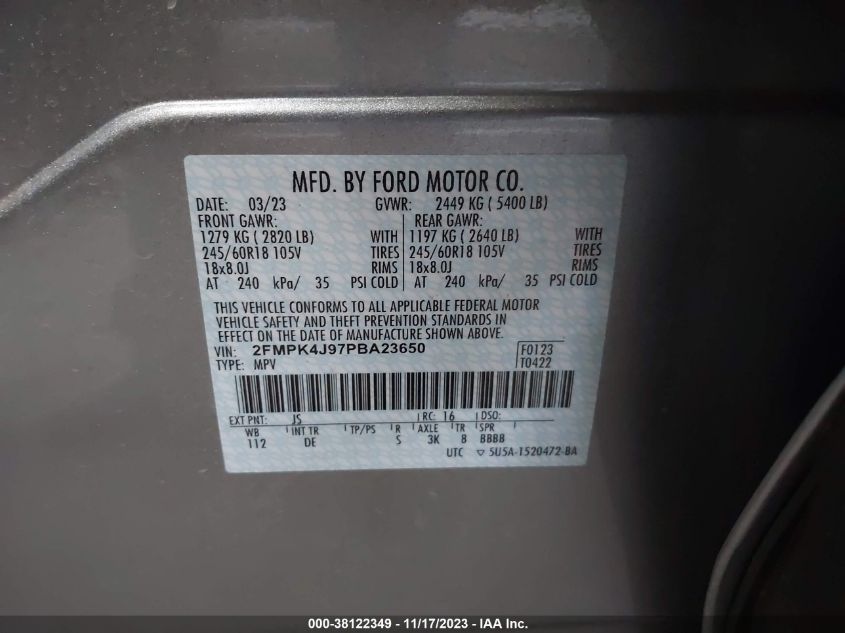 MFD. BY FORD MOTOR CO.
DATE: 03/23 GVWR: 2449 KG ( 5400 LB)
FRONT GAWR: REAR GAWR:
1279 KG ( 2820 LB) WITH 1197 KG ( 2640 LB) WITH
245/60R18 105V TIRES 245/60R18 105V TIRES
18x8.0J RIMS 18x8.0J RIMS
AT 240 kPa/ 35 PSI COLD AT 240 kPa/ 35 PSI COLD
THIS VEHICLE CONFORMS TO ALL APPLICABLE FEDERAL MOTOR
VEHICLE SAFETY AND THEFT PREVENTION STANDARDS IN
EFFECT ON THE DATE OF MANUFACTURE SHOWN ABOVE.
VIN: 2FMPK4J97PBA23650 F0123
TYPE: MPV T0422
EXT PNT: JS RC: 16 DSO:
WB INT TR TP/PS R AXLE TR SPR
112 DE S 3K 8 BBBB
UTC ▽ 5U5A-1520472-BA
000-38122349 - 11/17/2023 - IAA Inc.